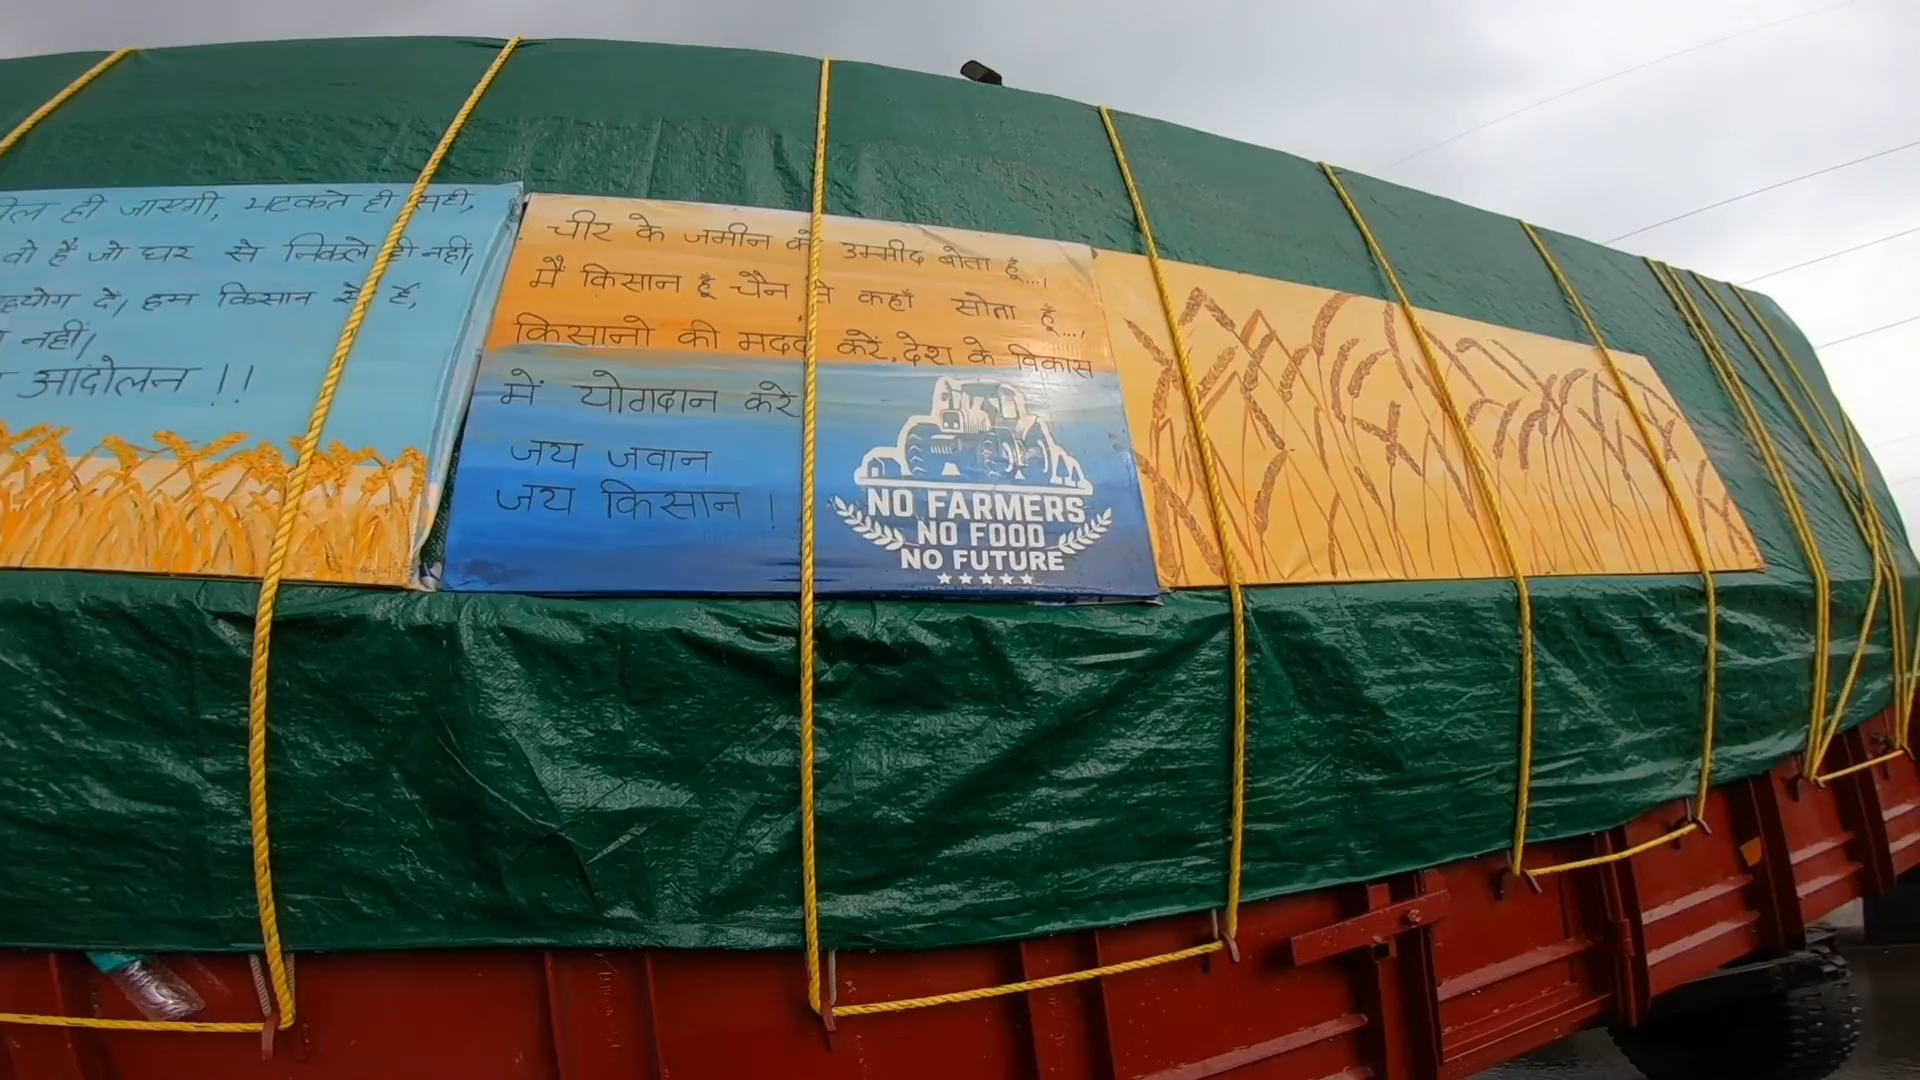 ही जाएगी, भटकते ही सही,
वो हैं जो घर से निकले ही नहीं,
सहयोग दे, हम किसान से हैं,
नहीं,
आंदोलन !!
चीर के जमीन को उम्मीद बोता हूँ...!
मैं किसान हूँ चैन से कहाँ सोता हूँ...!
किसानो की मदद करें, देश के विकास
में योगदान करें
जय जवान
जय किसान !
NO FARMERS
NO FOOD
NO FUTURE